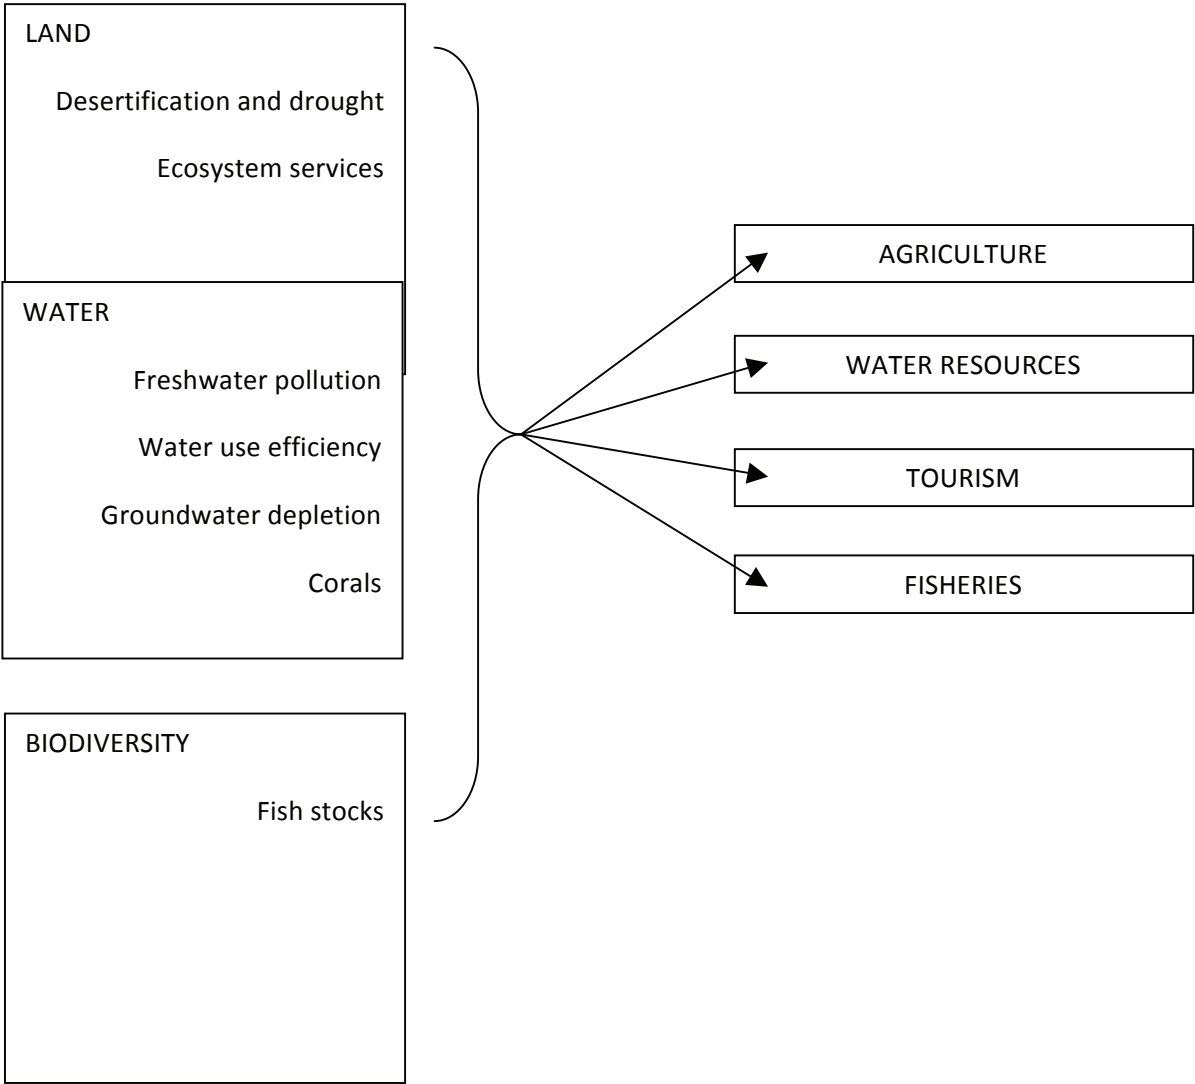 LAND
Desertification and drought
Ecosystem services
WATER
Freshwater pollution
Water use efficiency
Groundwater depletion
Corals
BIODIVERSITY
Fish stocks
AGRICULTURE
WATER RESOURCES
TOURISM
FISHERIES